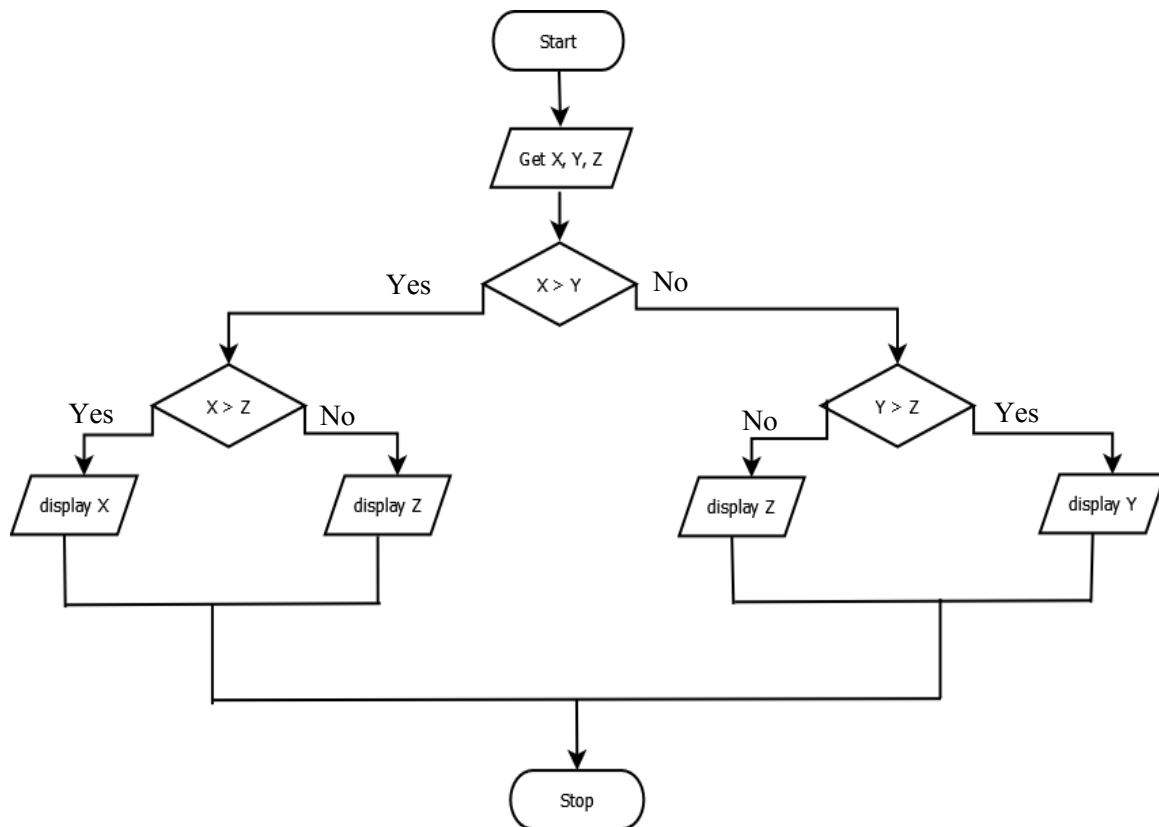 Start
Get X, Y, Z
X > Y
Yes
No
X > Z
Yes
No
Y > Z
No
Yes
display X
display Z
display Z
display Y
Stop